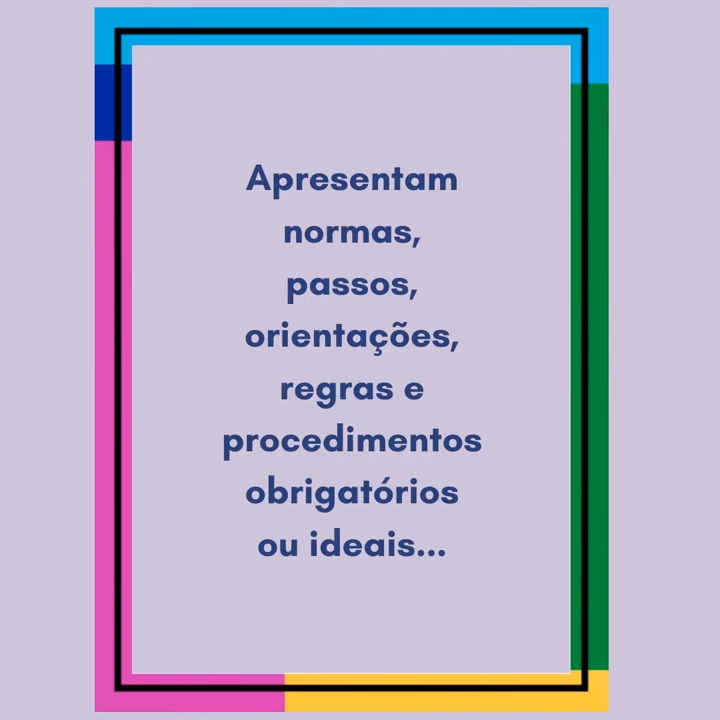 Apresentam
normas,
passos,
orientações,
regras e
procedimentos
obrigatórios
ou ideais...